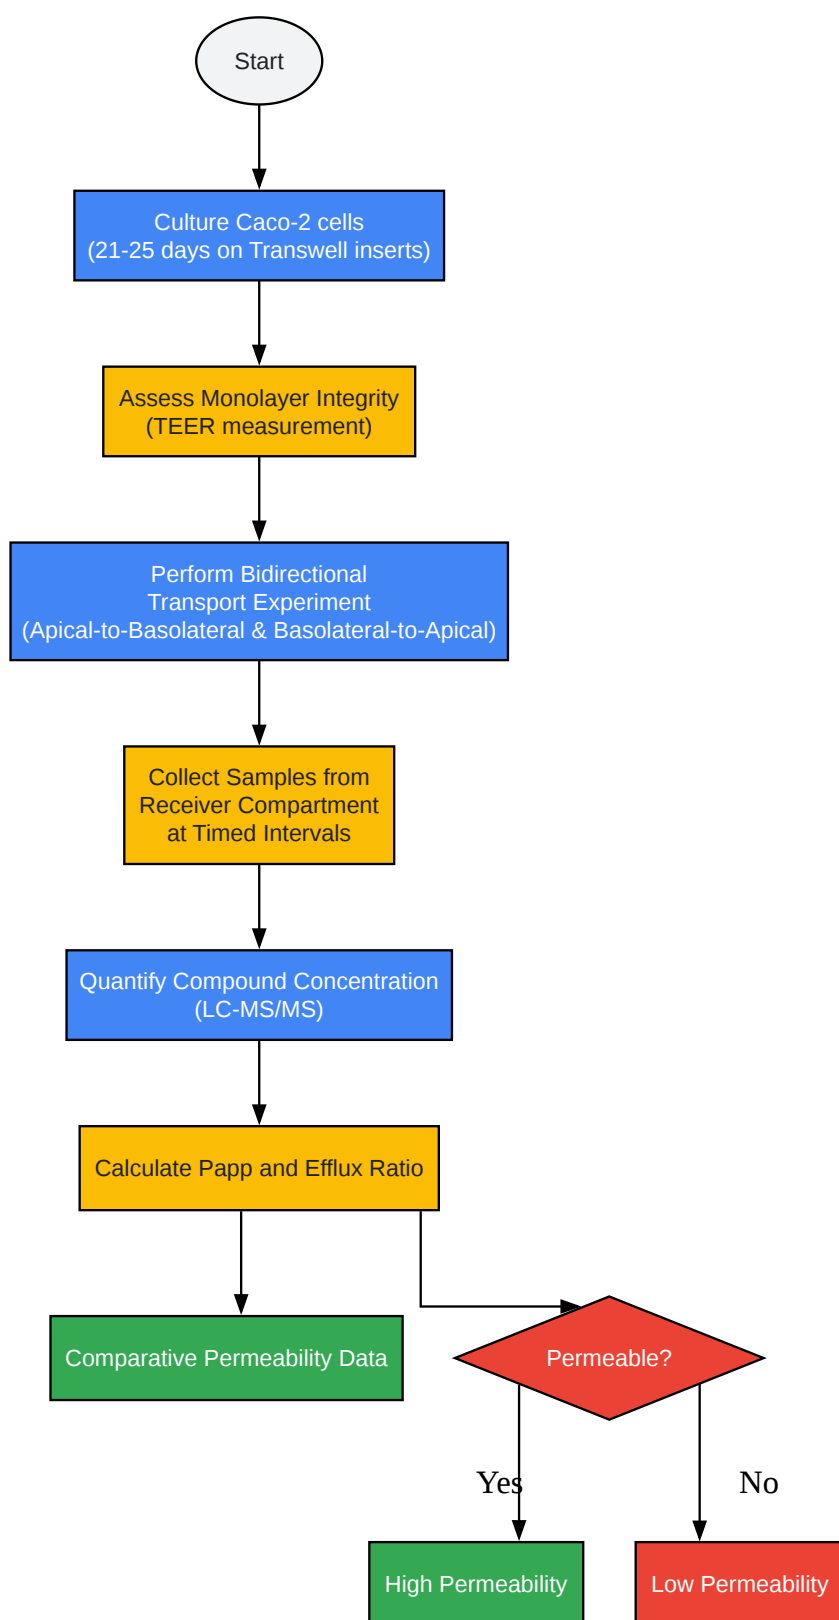 Start
Culture Caco-2 cells
(21-25 days on Transwell inserts)
Assess Monolayer Integrity
(TEER measurement)
Perform Bidirectional
Transport Experiment
(Apical-to-Basolateral & Basolateral-to-Apical)
Collect Samples from
Receiver Compartment
at Timed Intervals
Quantify Compound Concentration
(LC-MS/MS)
Calculate Papp and Efflux Ratio
Comparative Permeability Data
Permeable?
Yes
No
High Permeability
Low Permeability